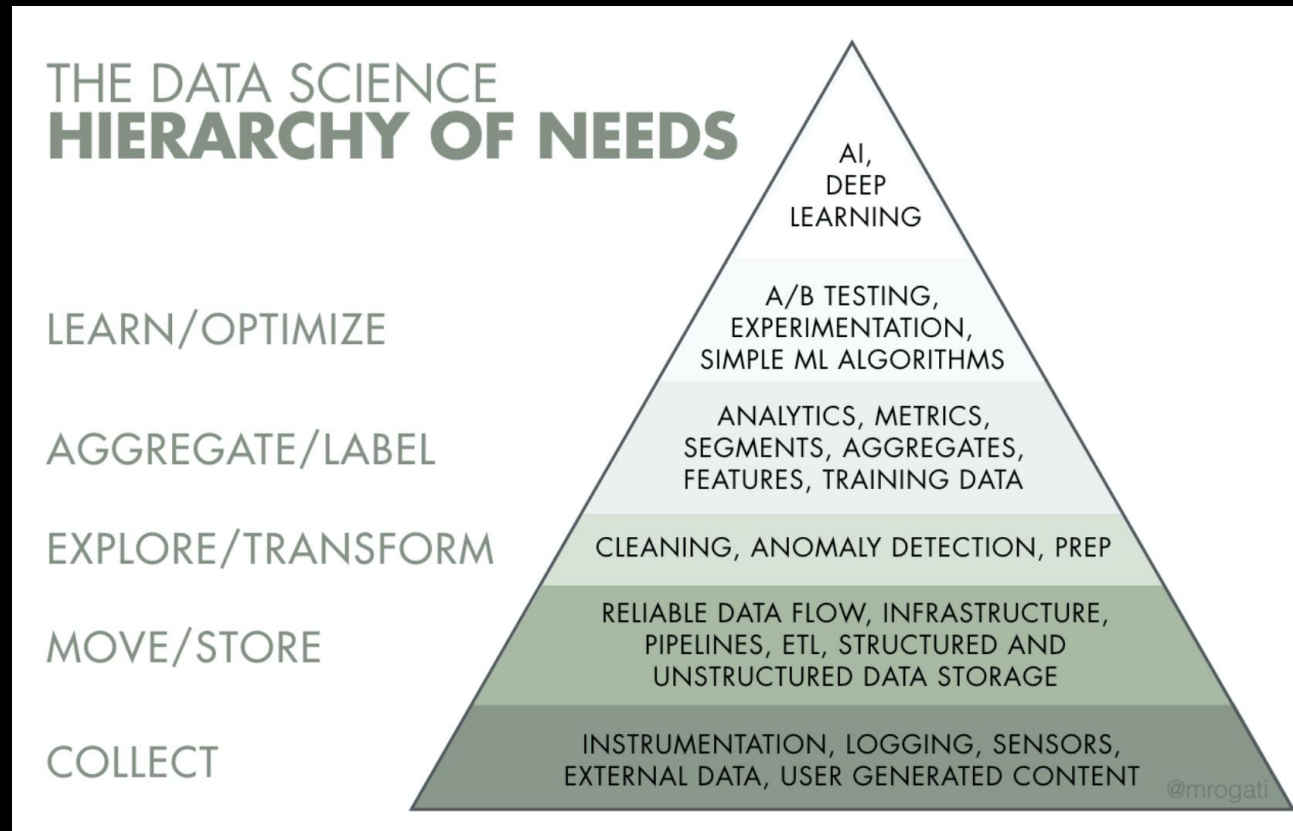 THE DATA SCIENCE
HIERARCHY OF NEEDS
AI,
DEEP
LEARNING
LEARN/OPTIMIZE
A/B TESTING,
EXPERIMENTATION,
SIMPLE ML ALGORITHMS
AGGREGATE/LABEL
ANALYTICS, METRICS,
SEGMENTS, AGGREGATES,
FEATURES, TRAINING DATA
EXPLORE/TRANSFORM
CLEANING, ANOMALY DETECTION, PREP
MOVE/STORE
RELIABLE DATA FLOW, INFRASTRUCTURE,
PIPELINES, ETL, STRUCTURED AND
UNSTRUCTURED DATA STORAGE
COLLECT
INSTRUMENTATION, LOGGING, SENSORS,
EXTERNAL DATA, USER GENERATED CONTENT
@mrogati